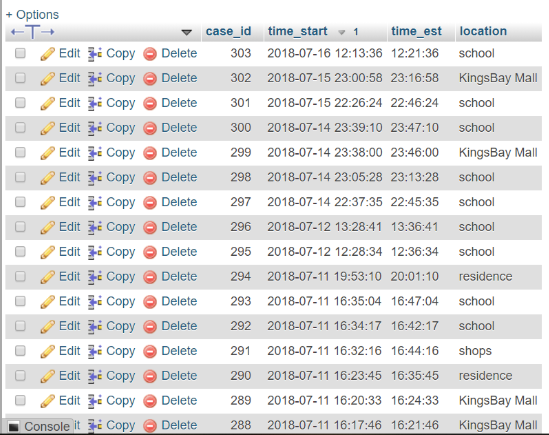 + Options
case_id time_start 1 time_est location
Edit Copy Delete 303 2018-07-16 12:13:36 12:21:36 school
Edit Copy Delete 302 2018-07-15 23:00:58 23:16:58 KingsBay Mall
Edit Copy Delete 301 2018-07-15 22:26:24 22:46:24 school
Edit Copy Delete 300 2018-07-14 23:39:10 23:47:10 school
Edit Copy Delete 299 2018-07-14 23:38:00 23:46:00 KingsBay Mall
Edit Copy Delete 298 2018-07-14 23:05:28 23:13:28 school
Edit Copy Delete 297 2018-07-14 22:37:35 22:45:35 school
Edit Copy Delete 296 2018-07-12 13:28:41 13:36:41 school
Edit Copy Delete 295 2018-07-12 12:28:34 12:36:34 school
Edit Copy Delete 294 2018-07-11 19:53:10 20:01:10 residence
Edit Copy Delete 293 2018-07-11 16:35:04 16:47:04 school
Edit Copy Delete 292 2018-07-11 16:34:17 16:42:17 school
Edit Copy Delete 291 2018-07-11 16:32:16 16:44:16 shops
Edit Copy Delete 290 2018-07-11 16:23:45 16:35:45 residence
Edit Copy Delete 289 2018-07-11 16:20:33 16:24:33 KingsBay Mall
Console it Copy Delete 288 2018-07-11 16:17:46 16:21:46 KingsBay Mall